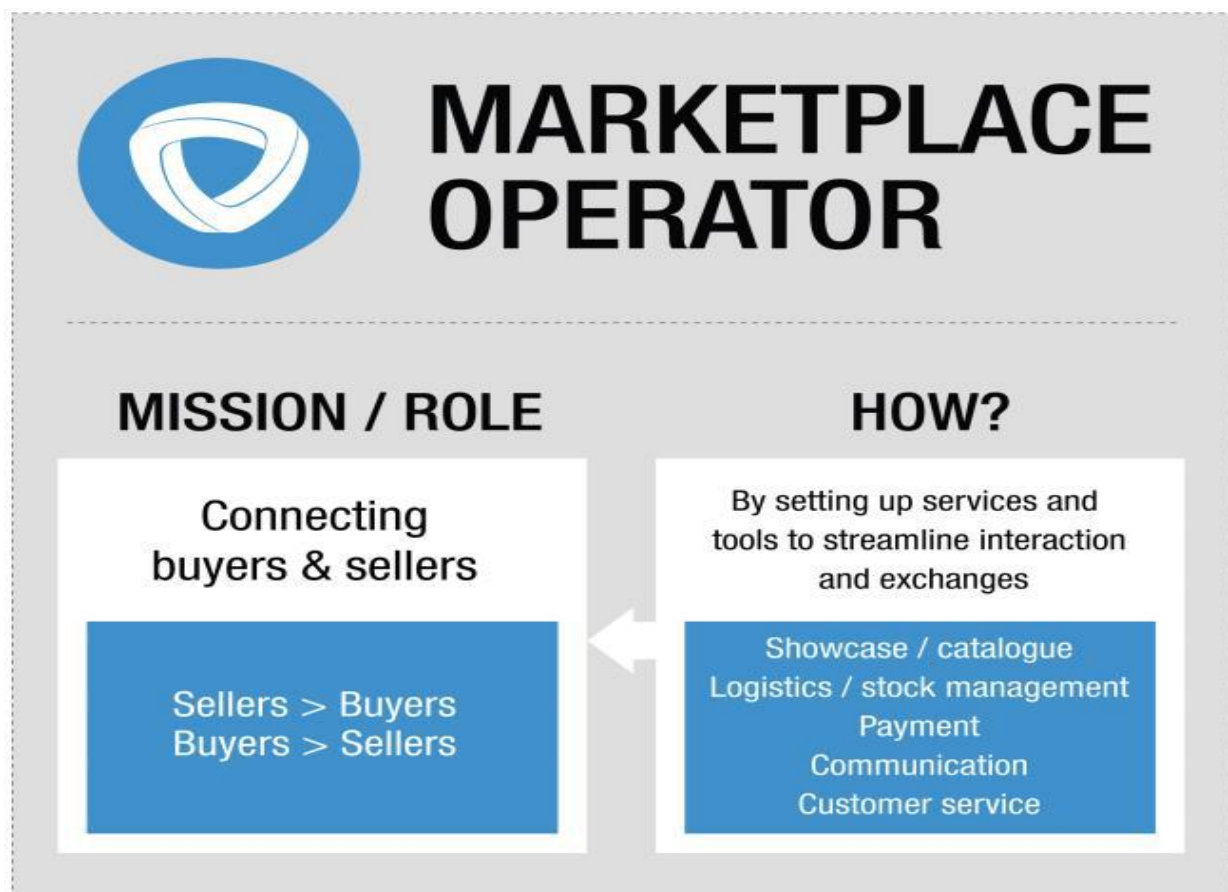 MARKETPLACE
OPERATOR
MISSION / ROLE
Connecting
buyers & sellers
Sellers > Buyers
Buyers > Sellers
HOW?
By setting up services and
tools to streamline interaction
and exchanges
Showcase / catalogue
Logistics / stock management
Payment
Communication
Customer service